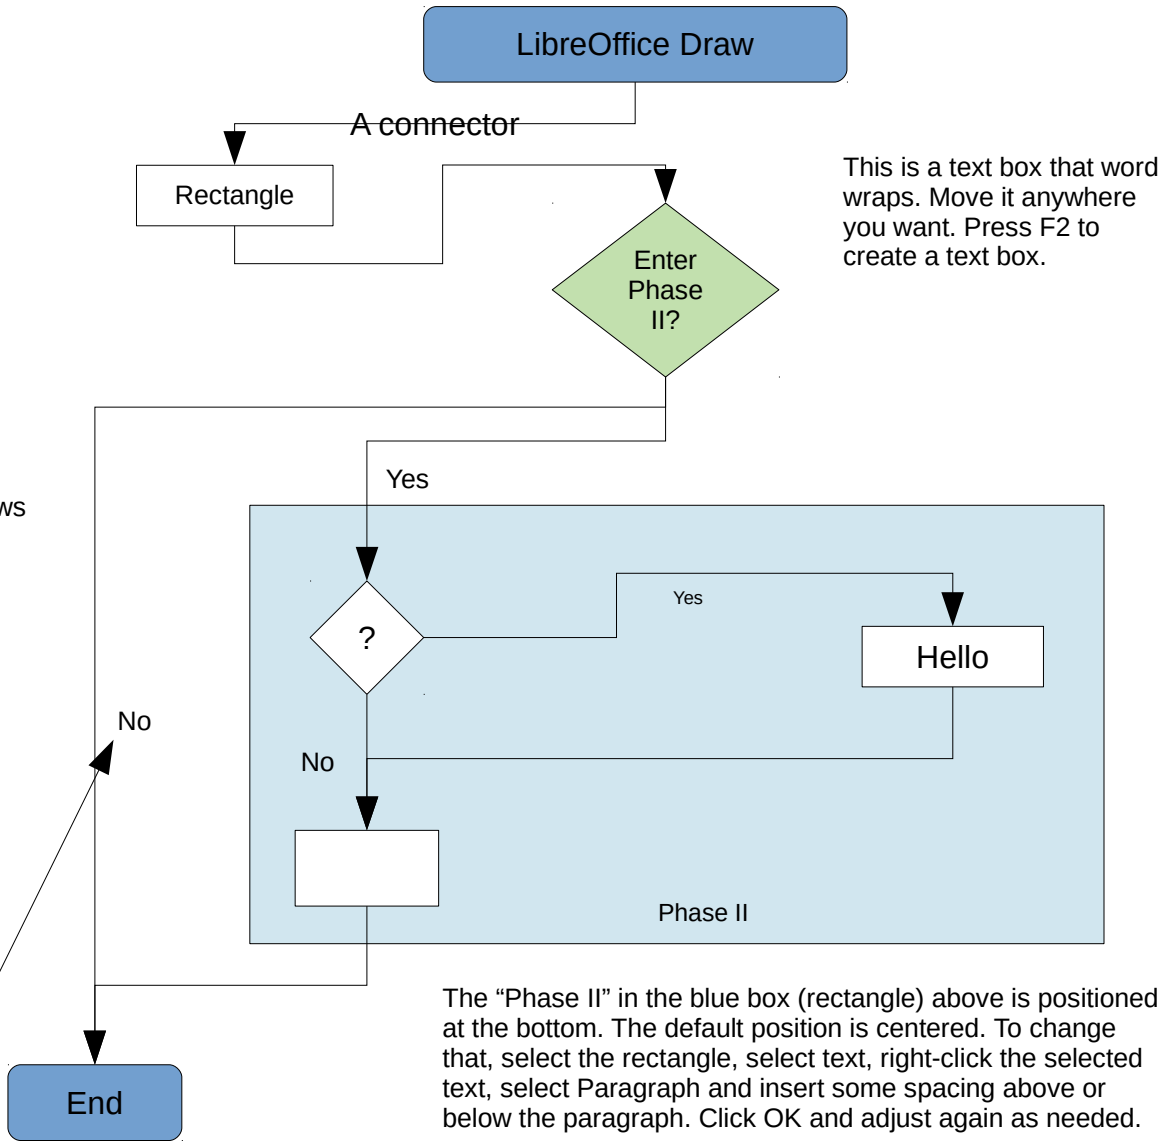 LibreOffice Draw
A connector
Rectangle
This is a text box that word
wraps. Move it anywhere
you want. Press F2 to
create a text box.
Enter
Phase
II?
Yes
Yes
?
Hello
No
No
Phase II
The “Phase II” in the blue box (rectangle) above is positioned
at the bottom. The default position is centered. To change
that, select the rectangle, select text, right-click the selected
text, select Paragraph and insert some spacing above or
below the paragraph. Click OK and adjust again as needed.
End